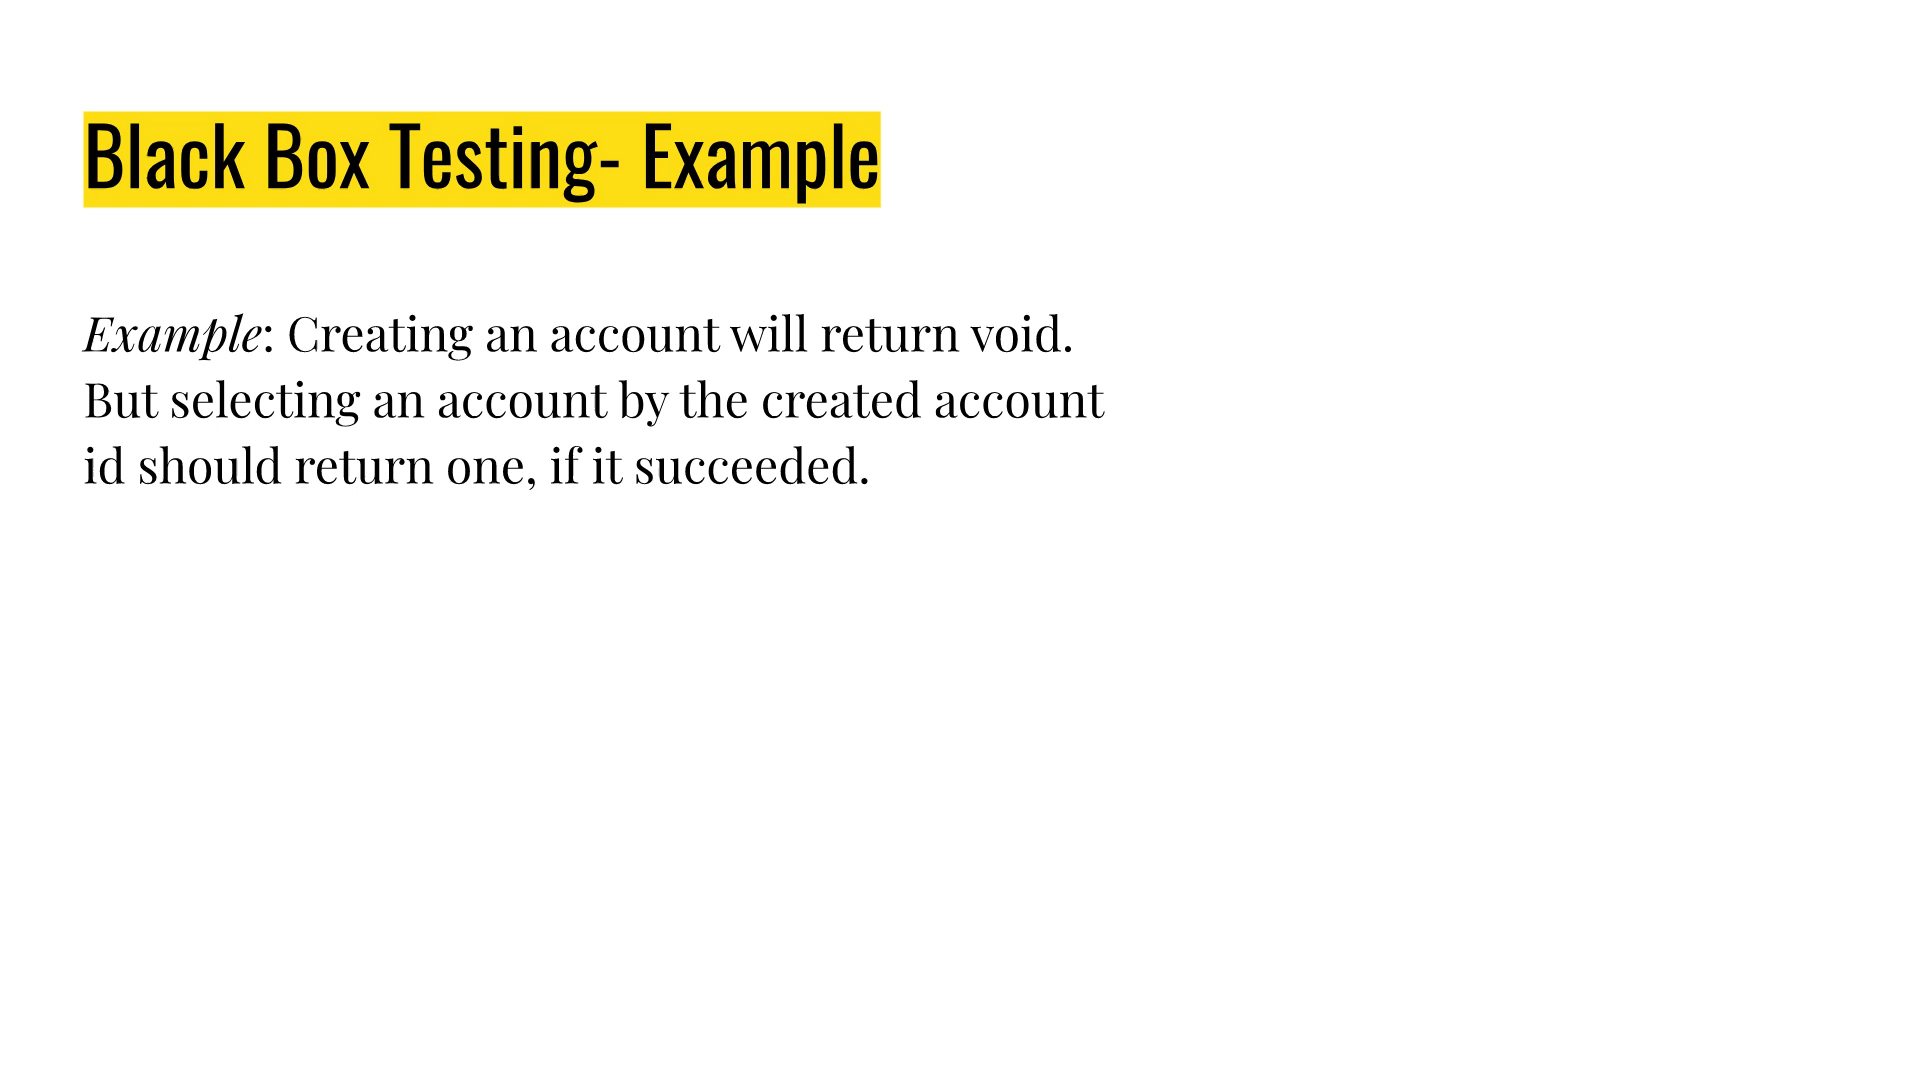 Black Box Testing- Example
Example: Creating an account will return void.
But selecting an account by the created account
id should return one, if it succeeded.